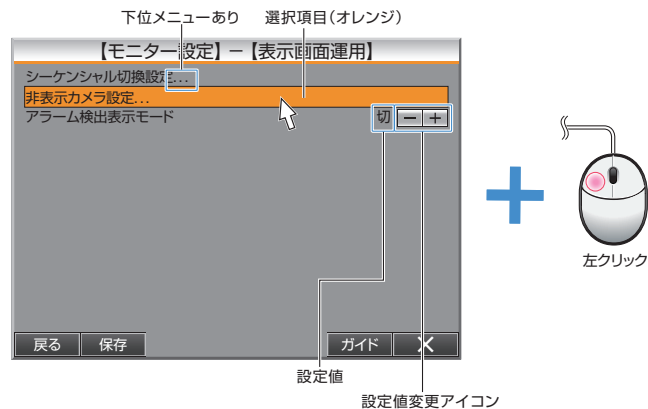 下位メニューあり 選択項目（オレンジ）
【モニター設定】－【表示画面運用】
シーケンシャル切換設定...
非表示カメラ設定...
アラーム検出表示モード 切 － ＋
左クリック
戻る 保存 ガイド ✕
設定値
設定値変更アイコン